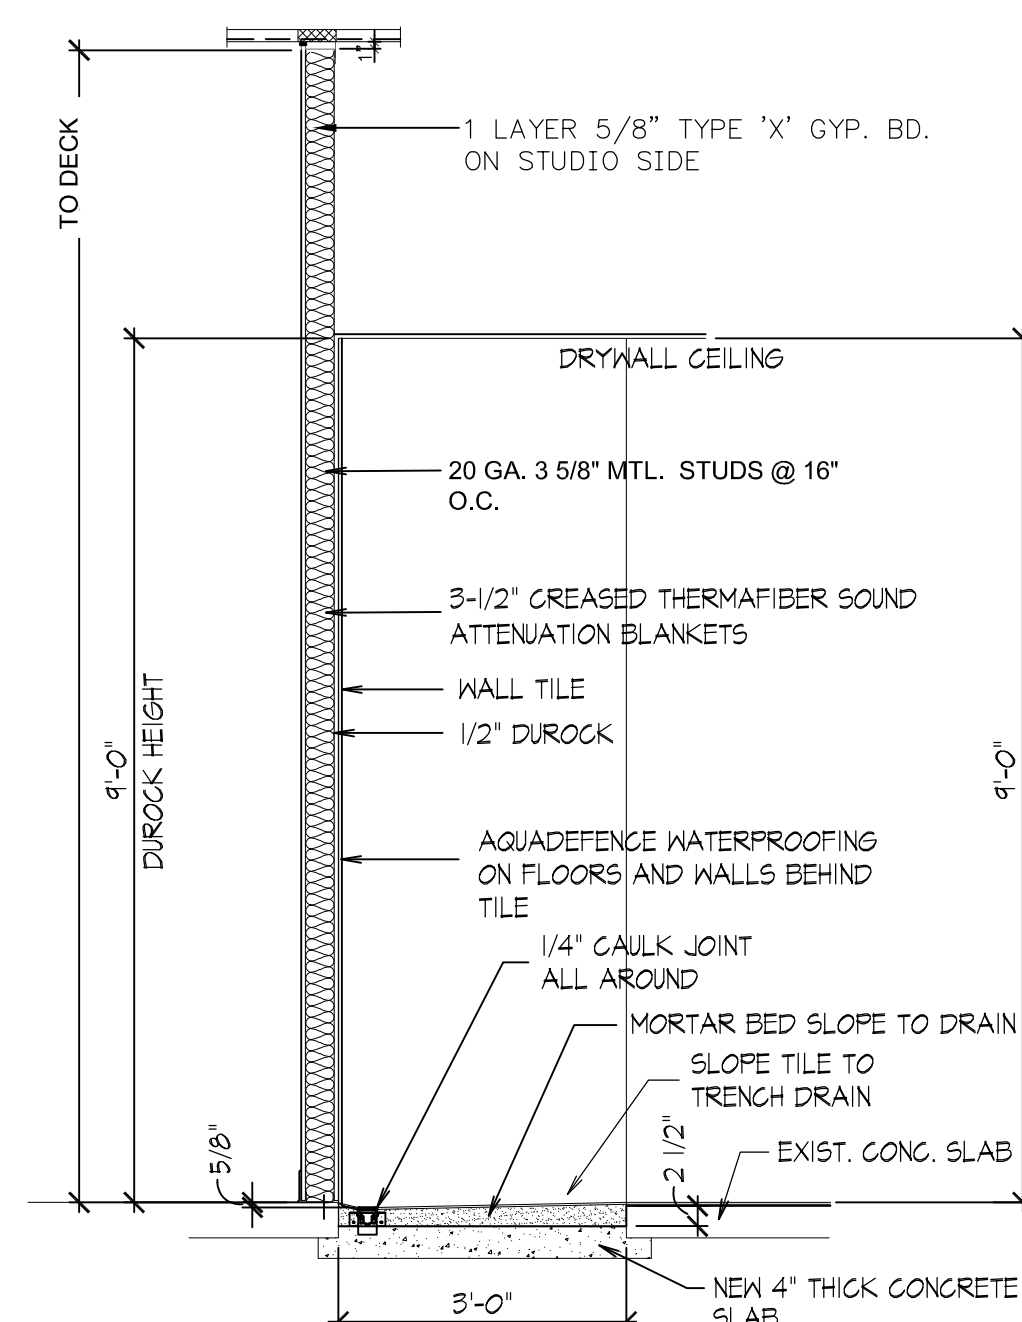 1"
TO DECK
1 LAYER 5/8" TYPE 'X' GYP. BD.
ON STUDIO SIDE
DRYWALL CEILING
20 GA. 3 5/8" MTL. STUDS @ 16"
O.C.
3-1/2" CREASED THERMAFIBER SOUND
ATTENUATION BLANKETS
WALL TILE
1/2" DUROCK
9'-0"
DUROCK HEIGHT
9'-0"
AQUADEFENCE WATERPROOFING
ON FLOORS AND WALLS BEHIND
TILE
1/4" CAULK JOINT
ALL AROUND
MORTAR BED SLOPE TO DRAIN
SLOPE TILE TO
TRENCH DRAIN
5/8"
2 1/2"
EXIST. CONC. SLAB
NEW 4" THICK CONCRETE
SLAB
3'-0"